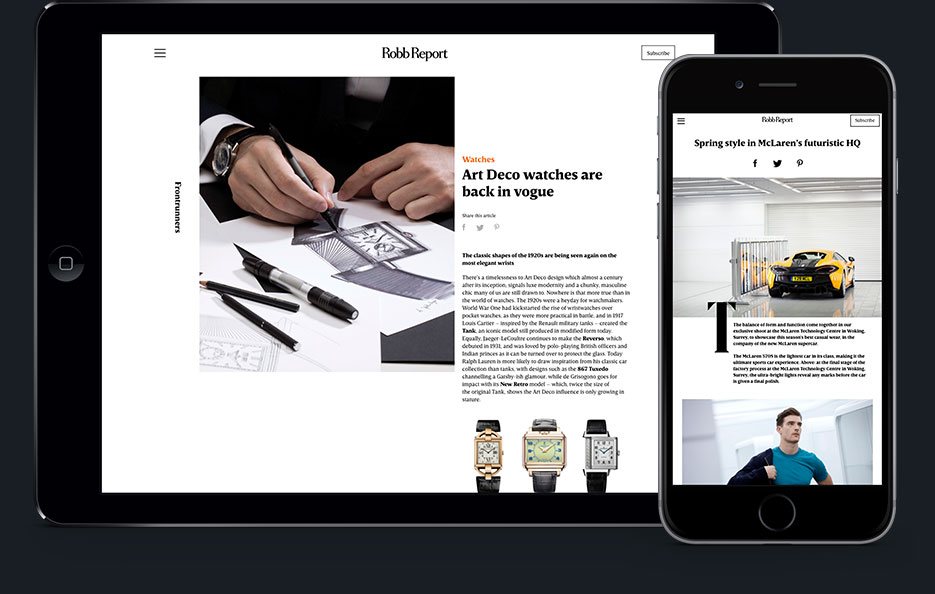 Robb Report
Subscribe
Frontrunners
Watches
Art Deco watches are
back in vogue
Share this article
The classic shapes of the 1920s are being seen again on the
most elegant wrists
There's a timelessness to Art Deco design which almost a century
after its inception, signals luxe modernity and a chunky, masculine
chic many of us are still drawn to. Nowhere is that more true than in
the world of watches. The 1920s were a heyday for watchmakers.
World War One had kickstarted the rise of wristwatches over
pocket watches, as they were more practical in battle, and in 1917
Louis Cartier – inspired by the Renault military tanks – created the
Tank, an iconic model still produced in modified form today.
Equally, Jaeger-LeCoultre continues to make the Reverso, which
debuted in 1931, and was loved by polo- playing British officers and
Indian princes as it can be turned over to protect the glass. Today
Ralph Lauren is more likely to draw inspiration from his classic car
collection than tanks, with designs such as the 867 Tuxedo
channelling a Gatsby-ish glamour, while de Grisogono goes for
impact with its New Retro model – which, twice the size of
the original Tank, shows the Art Deco influence is only growing in
stature.
Robb Report
Subscribe
Spring style in McLaren's futuristic HQ
The balance of form and function come together in our
exclusive shoot at the McLaren Technology Centre in Woking,
Surrey, to showcase this season's best casual wear, in the
company of the new McLaren supercar.
The McLaren 570S is the lightest car in its class, making it the
ultimate sports car experience. Above: at the final stage of the
factory process at the McLaren Technology Centre in Woking,
Surrey, the ultra-bright lights reveal any marks before the car
is given a final polish.